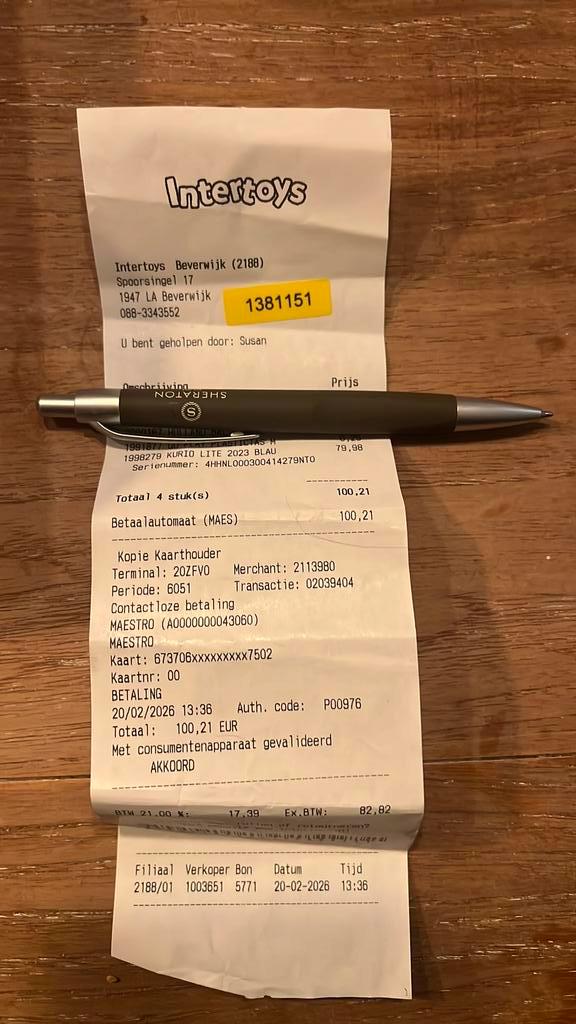 Intertoys
Intertoys Beverwijk (2188)
Spoorsingel 17
1947 LA Beverwijk
088-3343552
1381151
U bent geholpen door: Susan
Omschrijving Prijs
SHERATON
S
1998279 KURIO LITE 2023 BLAU 79,98
Serienummer: 4HHNL000300414279NT0
Totaal 4 stuk(s) 100,21
Betaalautomaat (MAES) 100,21
Kopie Kaarthouder
Terminal: 20ZFV0 Merchant: 2113980
Periode: 6051 Transactie: 02039404
Contactloze betaling
MAESTRO (A0000000043060)
MAESTRO
Kaart: 673706xxxxxxxxx7502
Kaartnr: 00
BETALING
20/02/2026 13:36 Auth. code: P00976
Totaal: 100,21 EUR
Met consumentenapparaat gevalideerd
AKKOORD
BTW 21.00 %: 17,39 Ex.BTW: 82,82
Filiaal Verkoper Bon Datum Tijd
2188/01 1003651 5771 20-02-2026 13:36